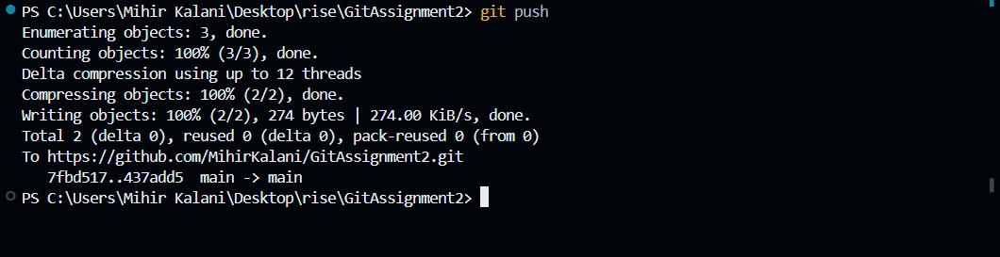 PS C:\Users\Mihir Kalani\Desktop\rise\GitAssignment2> git push
Enumerating objects: 3, done.
Counting objects: 100% (3/3), done.
Delta compression using up to 12 threads
Compressing objects: 100% (2/2), done.
Writing objects: 100% (2/2), 274 bytes | 274.00 KiB/s, done.
Total 2 (delta 0), reused 0 (delta 0), pack-reused 0 (from 0)
To https://github.com/MihirKalani/GitAssignment2.git
   7fbd517..437add5  main -> main
PS C:\Users\Mihir Kalani\Desktop\rise\GitAssignment2>